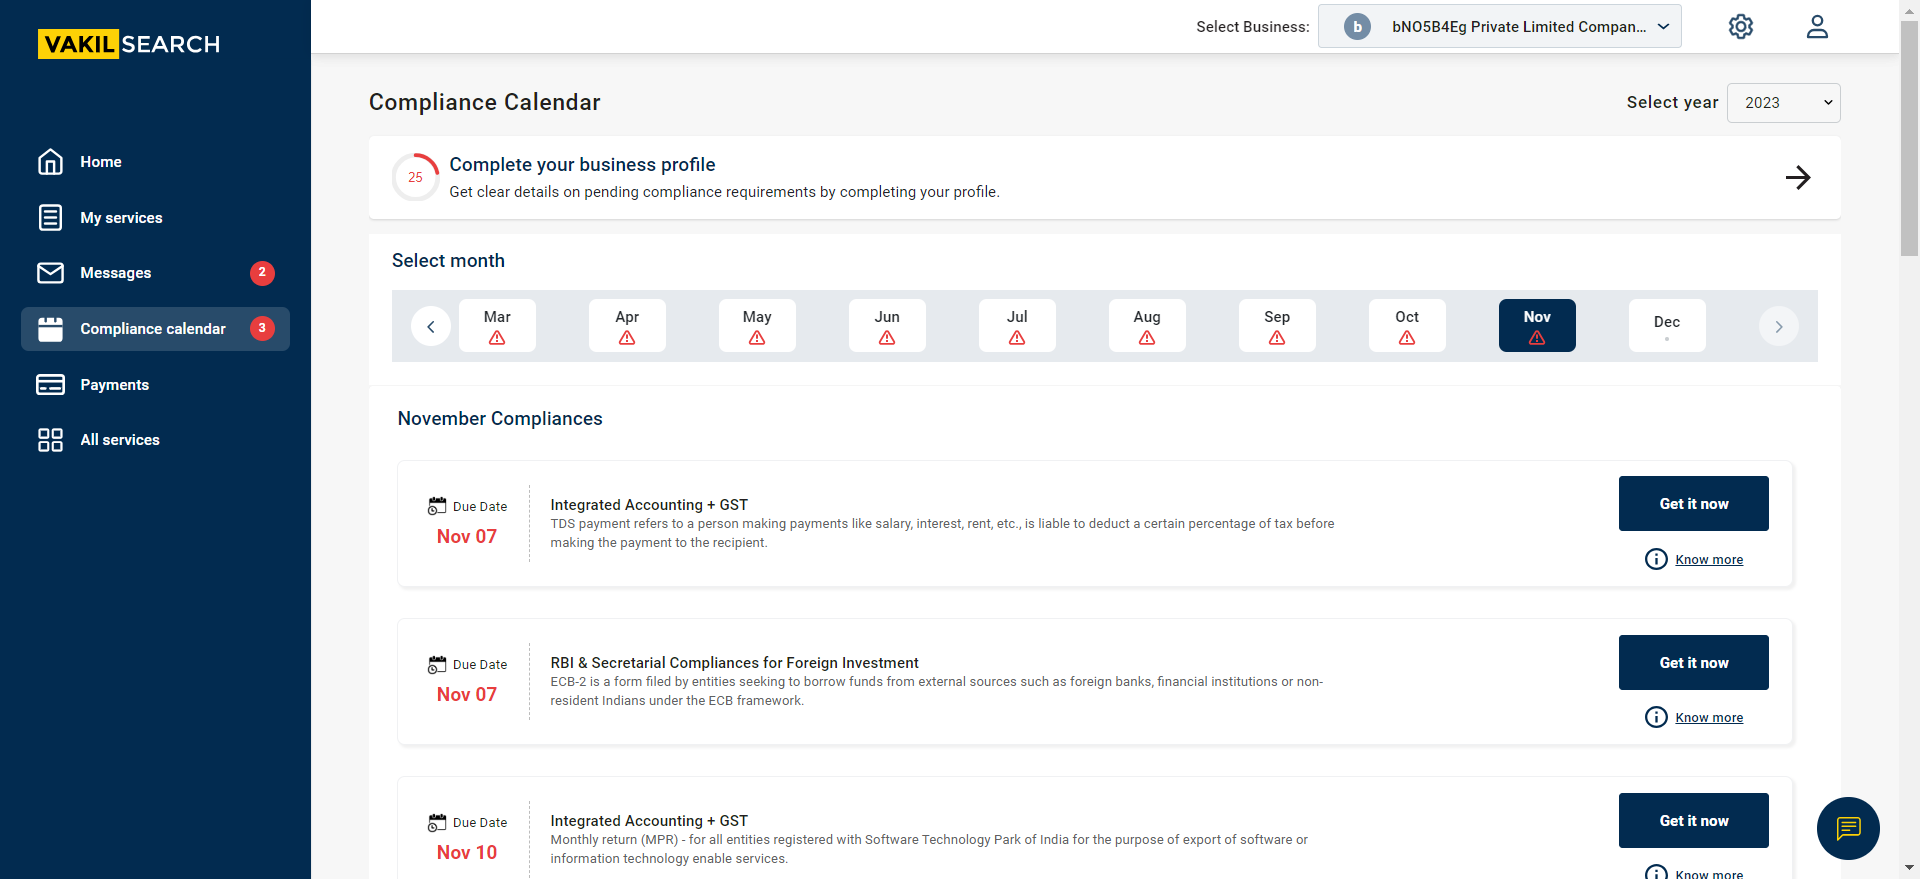 VAKILSEARCH
Select Business:
b
bNO5B4Eg Private Limited Compan...
Home
My services
Messages
2
Compliance calendar
3
Payments
All services
Compliance Calendar
Select year
2023
25
Complete your business profile
Get clear details on pending compliance requirements by completing your profile.
Select month
Mar
Apr
May
Jun
Jul
Aug
Sep
Oct
Nov
Dec
November Compliances
Due Date
Nov 07
Integrated Accounting + GST
TDS payment refers to a person making payments like salary, interest, rent, etc., is liable to deduct a certain percentage of tax before
making the payment to the recipient.
Get it now
Know more
Due Date
Nov 07
RBI & Secretarial Compliances for Foreign Investment
ECB-2 is a form filed by entities seeking to borrow funds from external sources such as foreign banks, financial institutions or non-
resident Indians under the ECB framework.
Get it now
Know more
Due Date
Nov 10
Integrated Accounting + GST
Monthly return (MPR) - for all entities registered with Software Technology Park of India for the purpose of export of software or
information technology enable services.
Get it now
Know more